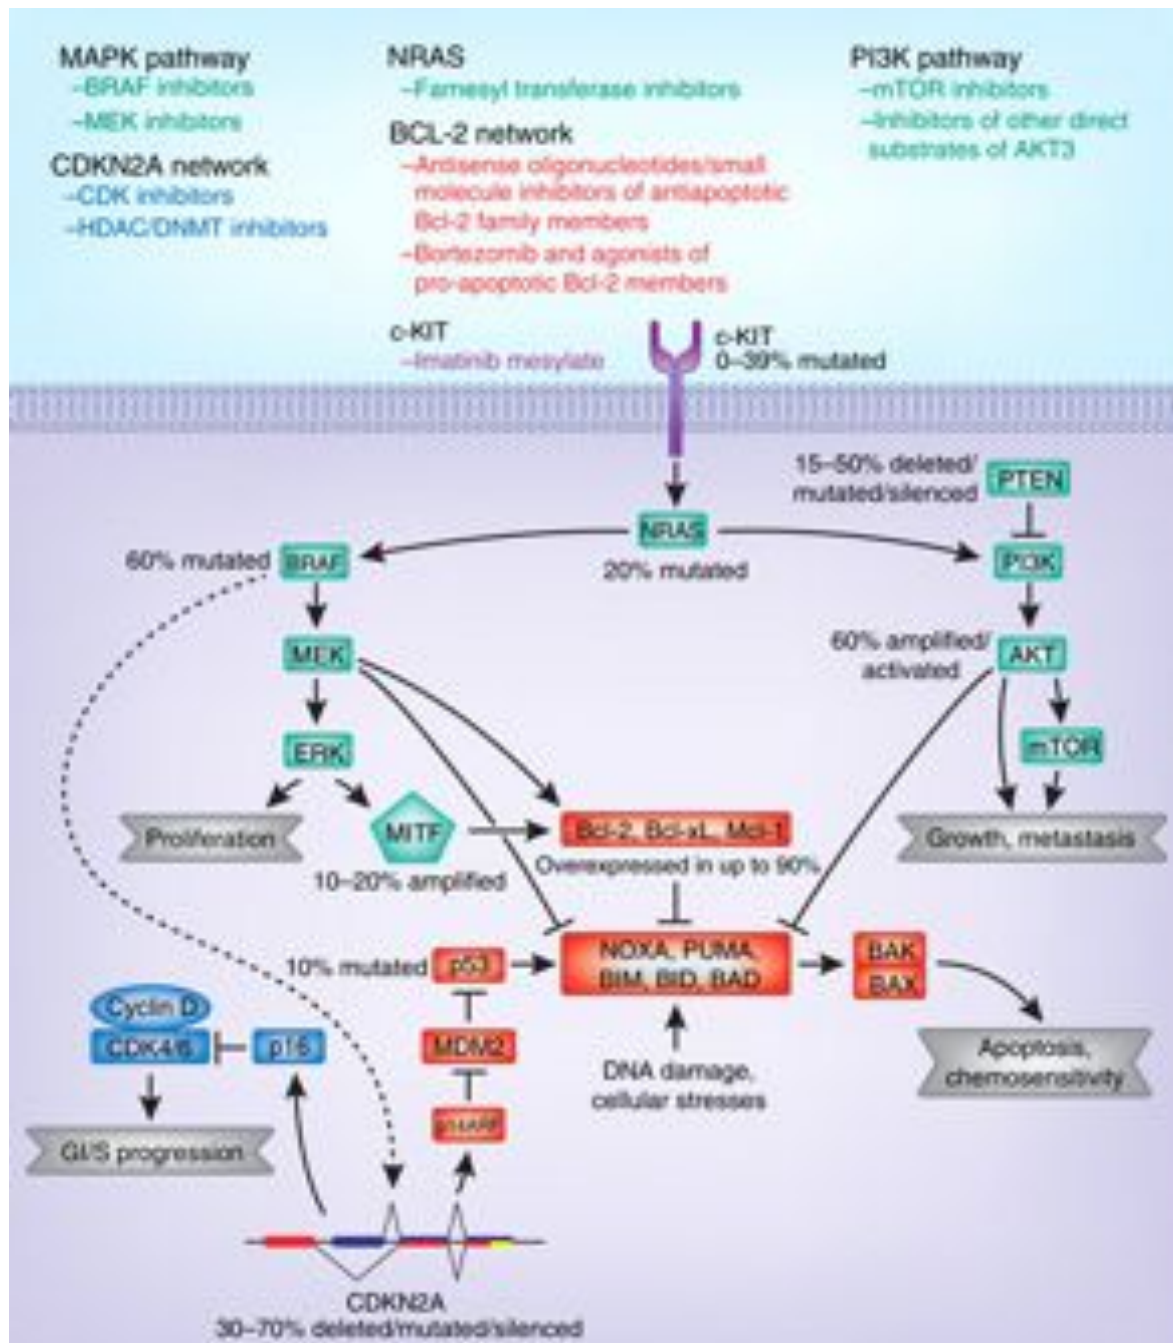 MAPK pathway
–BRAF inhibitors
–MEK inhibitors
CDKN2A network
–CDK inhibitors
–HDAC/DNMT inhibitors
NRAS
–Farnesyl transferase inhibitors
BCL-2 network
–Antisense oligonucleotides/small
molecule inhibitors of antiapoptotic
Bcl-2 family members
–Bortezomib and agonists of
pro-apoptotic Bcl-2 members
c-KIT
–Imatinib mesylate
PI3K pathway
–mTOR inhibitors
–Inhibitors of other direct
substrates of AKT3
c-KIT
0–39% mutated
15–50% deleted/
mutated/silenced
PTEN
NRAS
20% mutated
60% mutated
BRAF
PI3K
MEK
60% amplified/
activated
AKT
ERK
mTOR
Proliferation
MITF
10–20% amplified
Bcl-2, Bcl-xL, Mcl-1
Overexpressed in up to 90%
Growth, metastasis
10% mutated
p53
NOXA, PUMA,
BIM, BID, BAD
BAK
BAX
Cyclin D
CDK4/6
p16
MDM2
DNA damage,
cellular stresses
Apoptosis,
chemosensitivity
p14ARF
G1/S progression
CDKN2A
30–70% deleted/mutated/silenced